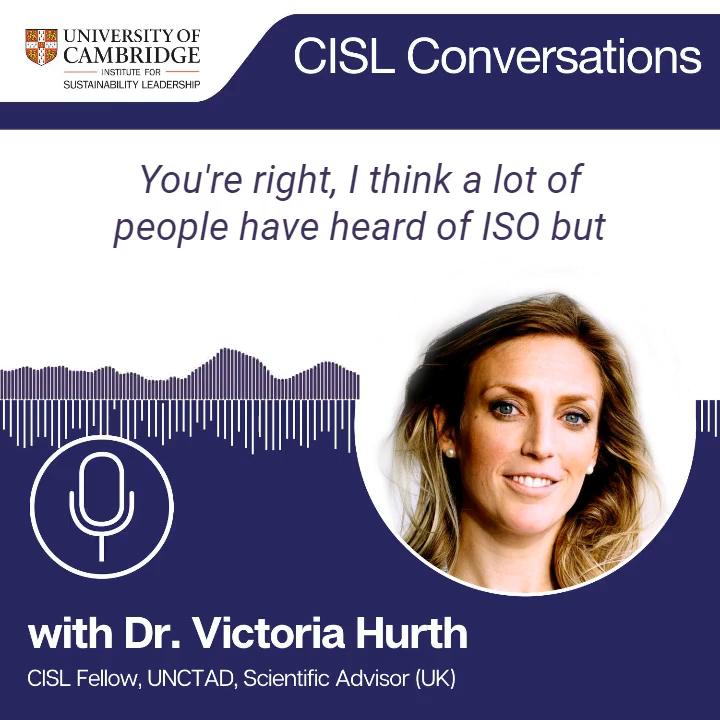 UNIVERSITY OF
CAMBRIDGE
INSTITUTE FOR
SUSTAINABILITY LEADERSHIP
CISL Conversations
You're right, I think a lot of
people have heard of ISO but
with Dr. Victoria Hurth
CISL Fellow, UNCTAD, Scientific Advisor (UK)